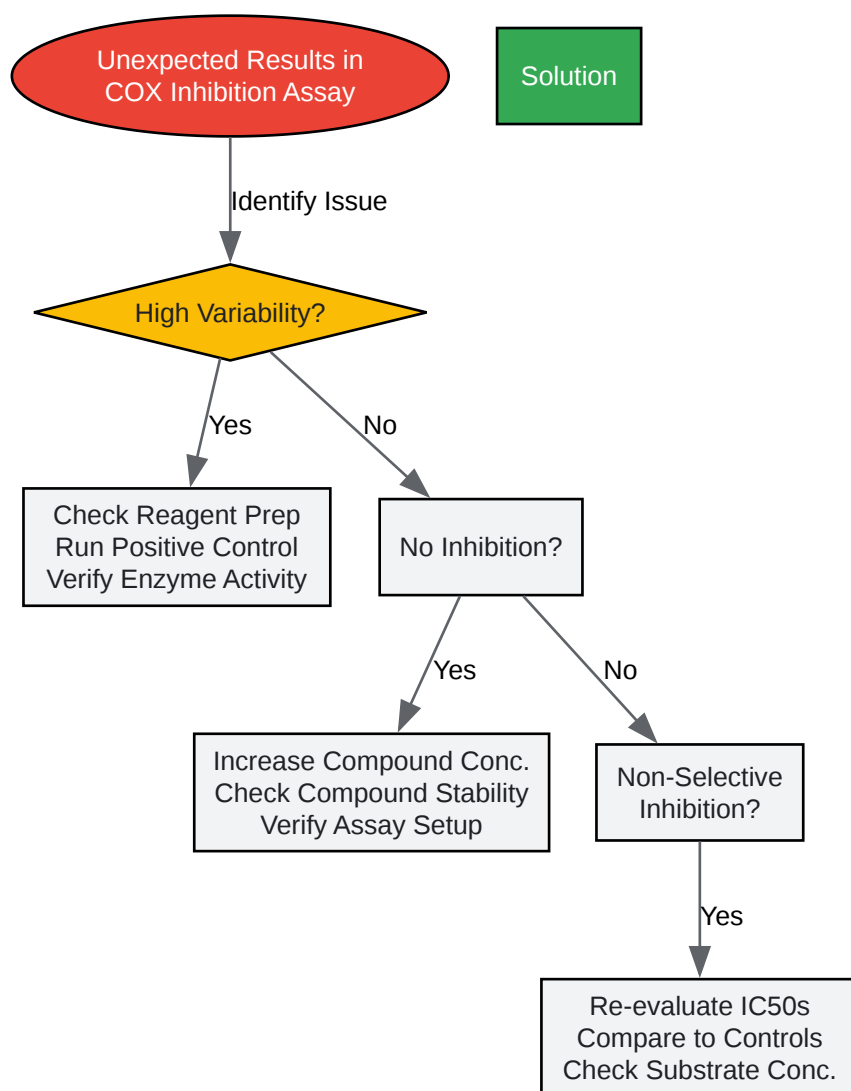 Unexpected Results in
COX Inhibition Assay
Solution
Identify Issue
High Variability?
Yes
No
Check Reagent Prep
Run Positive Control
Verify Enzyme Activity
No Inhibition?
Yes
No
Increase Compound Conc.
Check Compound Stability
Verify Assay Setup
Non-Selective
Inhibition?
Yes
Re-evaluate IC50s
Compare to Controls
Check Substrate Conc.